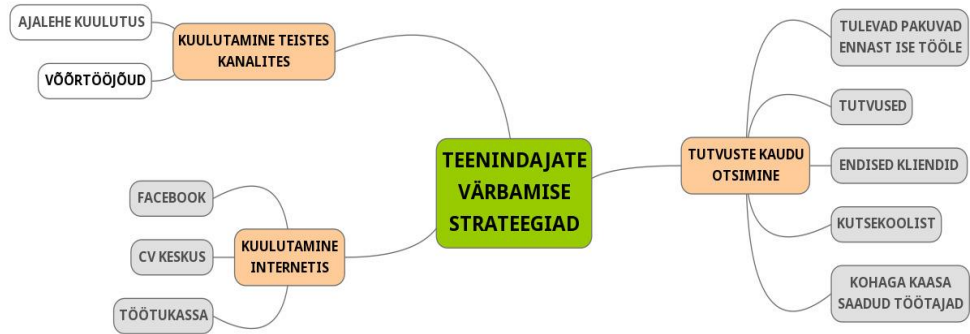 AJALEHE KUULUTUS
VÕÕRTÖÖJÕUD
KUULUTAMINE TEISTES
KANALITES
TEENINDAJATE
VÄRBAMISE
STRATEEGIAD
FACEBOOK
CV KESKUS
TÖÖTUKASSA
KUULUTAMINE
INTERNETIS
TUTVUSTE KAUDU
OTSIMINE
TULEVAD PAKUVAD
ENNAST ISE TÖÖLE
TUTVUSED
ENDISED KLIENDID
KUTSEKOOLIST
KOHAGA KAASA
SAADUD TÖÖTAJAD